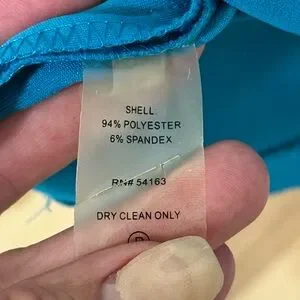 SHELL:
94% POLYESTER
6% SPANDEX
RN# 54163
DRY CLEAN ONLY
P